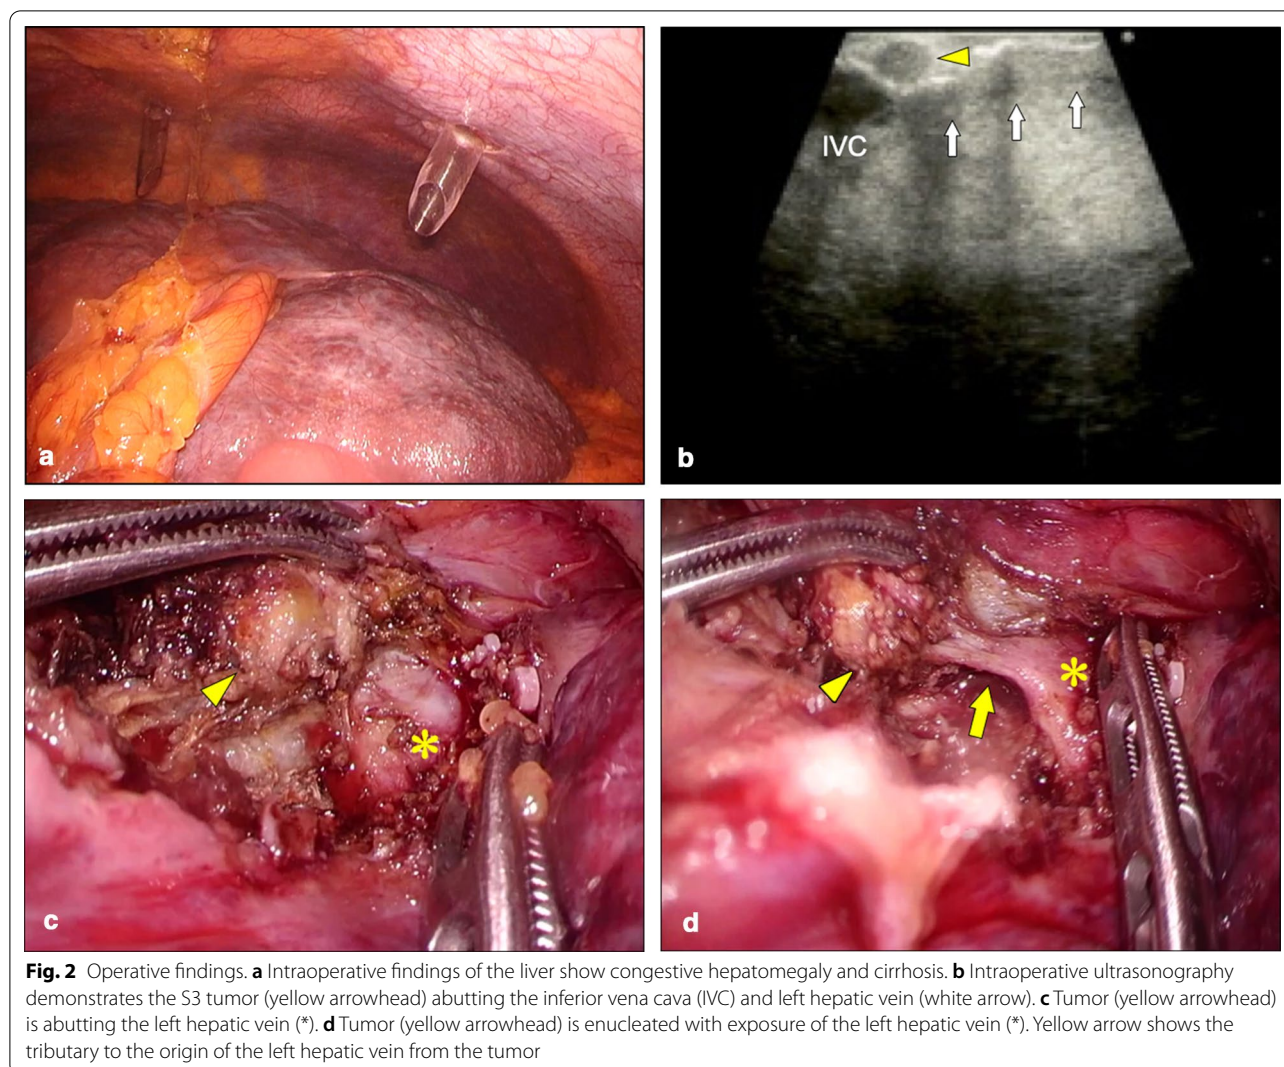 a
IVC
b
*
c
*
d
Fig. 2 Operative findings. a Intraoperative findings of the liver show congestive hepatomegaly and cirrhosis. b Intraoperative ultrasonography
demonstrates the S3 tumor (yellow arrowhead) abutting the inferior vena cava (IVC) and left hepatic vein (white arrow). c Tumor (yellow arrowhead)
is abutting the left hepatic vein (*). d Tumor (yellow arrowhead) is enucleated with exposure of the left hepatic vein (*). Yellow arrow shows the
tributary to the origin of the left hepatic vein from the tumor